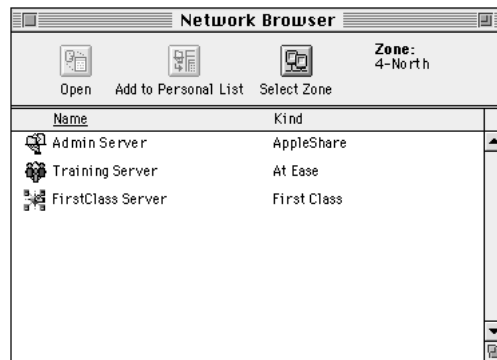 Network Browser
Zone:
4-North
Open Add to Personal List Select Zone
Name Kind
Admin Server AppleShare
Training Server At Ease
FirstClass Server First Class